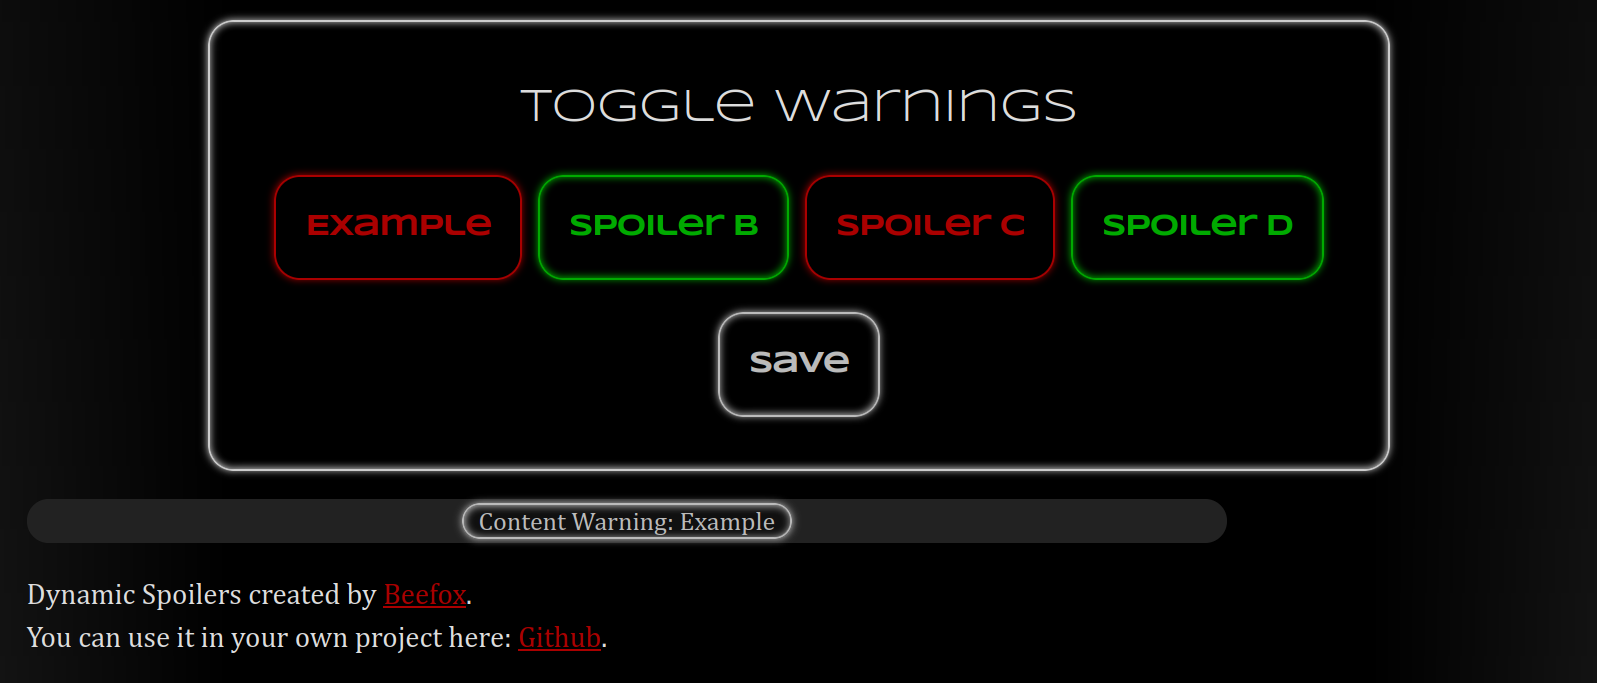 Toggle Warnings
Example Spoiler B Spoiler C Spoiler D
Save
Content Warning: Example
Dynamic Spoilers created by Beefox.
You can use it in your own project here: Github.